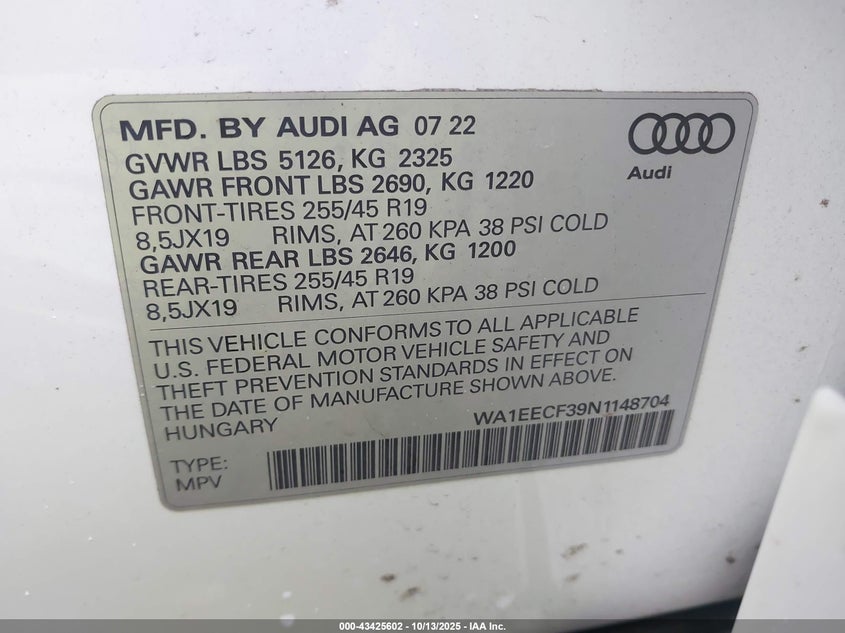 MFD. BY AUDI AG 07 22
Audi
GVWR LBS 5126, KG 2325
GAWR FRONT LBS 2690, KG 1220
FRONT-TIRES 255/45 R19
8,5JX19 RIMS, AT 260 KPA 38 PSI COLD
GAWR REAR LBS 2646, KG 1200
REAR-TIRES 255/45 R19
8,5JX19 RIMS, AT 260 KPA 38 PSI COLD
THIS VEHICLE CONFORMS TO ALL APPLICABLE
U.S. FEDERAL MOTOR VEHICLE SAFETY AND
THEFT PREVENTION STANDARDS IN EFFECT ON
THE DATE OF MANUFACTURE SHOWN ABOVE.
HUNGARY WA1EECF39N1148704
TYPE:
MPV
000-43425602 - 10/13/2025 - IAA Inc.